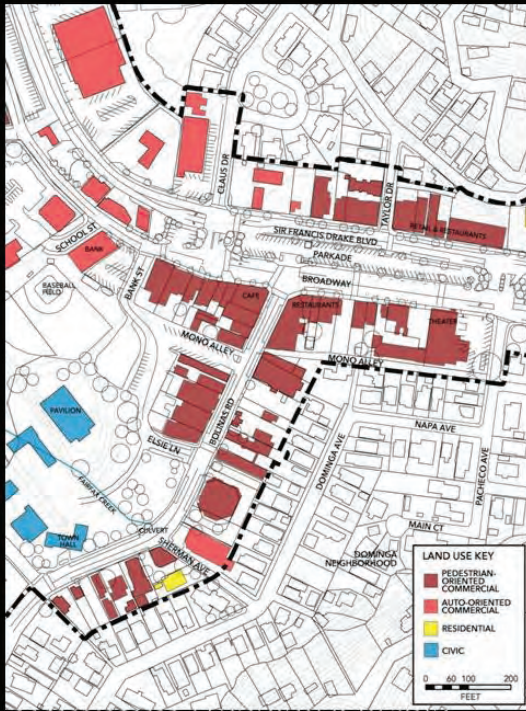 CLAUS DR
TAYLOR DR
RETAIL & RESTAURANTS
SIR FRANCIS DRAKE BLVD
SCHOOL ST
PARKADE
BANK
BROADWAY
BANK ST
BASEBALL
FIELD
CAFE
RESTAURANTS
THEATER
MONO ALLEY
MONO ALLEY
BOLINAS RD
PAVILION
NAPA AVE
ELSIE LN
DOMINGA AVE
PACHECO AVE
FAIRFAX CREEK
CULVERT
MAIN CT
TOWN
HALL
SHERMAN AVE
DOMINGA
NEIGHBORHOOD
LAND USE KEY
PEDESTRIAN-
ORIENTED
COMMERCIAL
AUTO-ORIENTED
COMMERCIAL
RESIDENTIAL
CIVIC
0 60 100 200
FEET